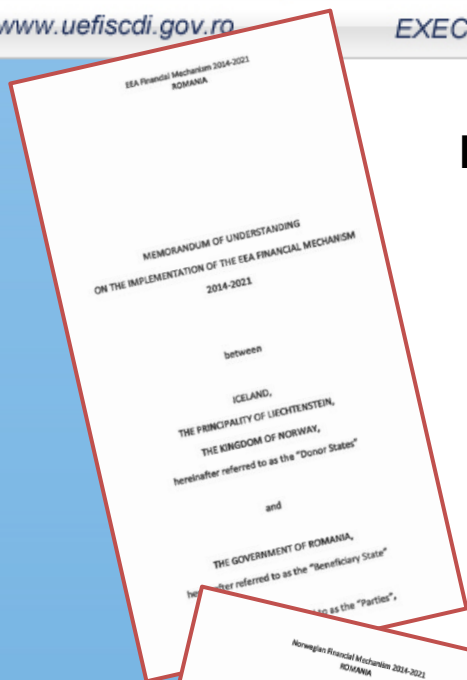 www.uefiscdi.gov.ro
EXEC
EEA Financial Mechanism 2014-2021
ROMANIA
MEMORANDUM OF UNDERSTANDING
ON THE IMPLEMENTATION OF THE EEA FINANCIAL MECHANISM
2014-2021
between
ICELAND,
THE PRINCIPALITY OF LIECHTENSTEIN,
THE KINGDOM OF NORWAY,
hereinafter referred to as the "Donor States"
and
THE GOVERNMENT OF ROMANIA,
he after referred to as the "Beneficiary State"
to as the "Parties",
Norwegian Financial Mechanism 2014-2021
ROMANIA